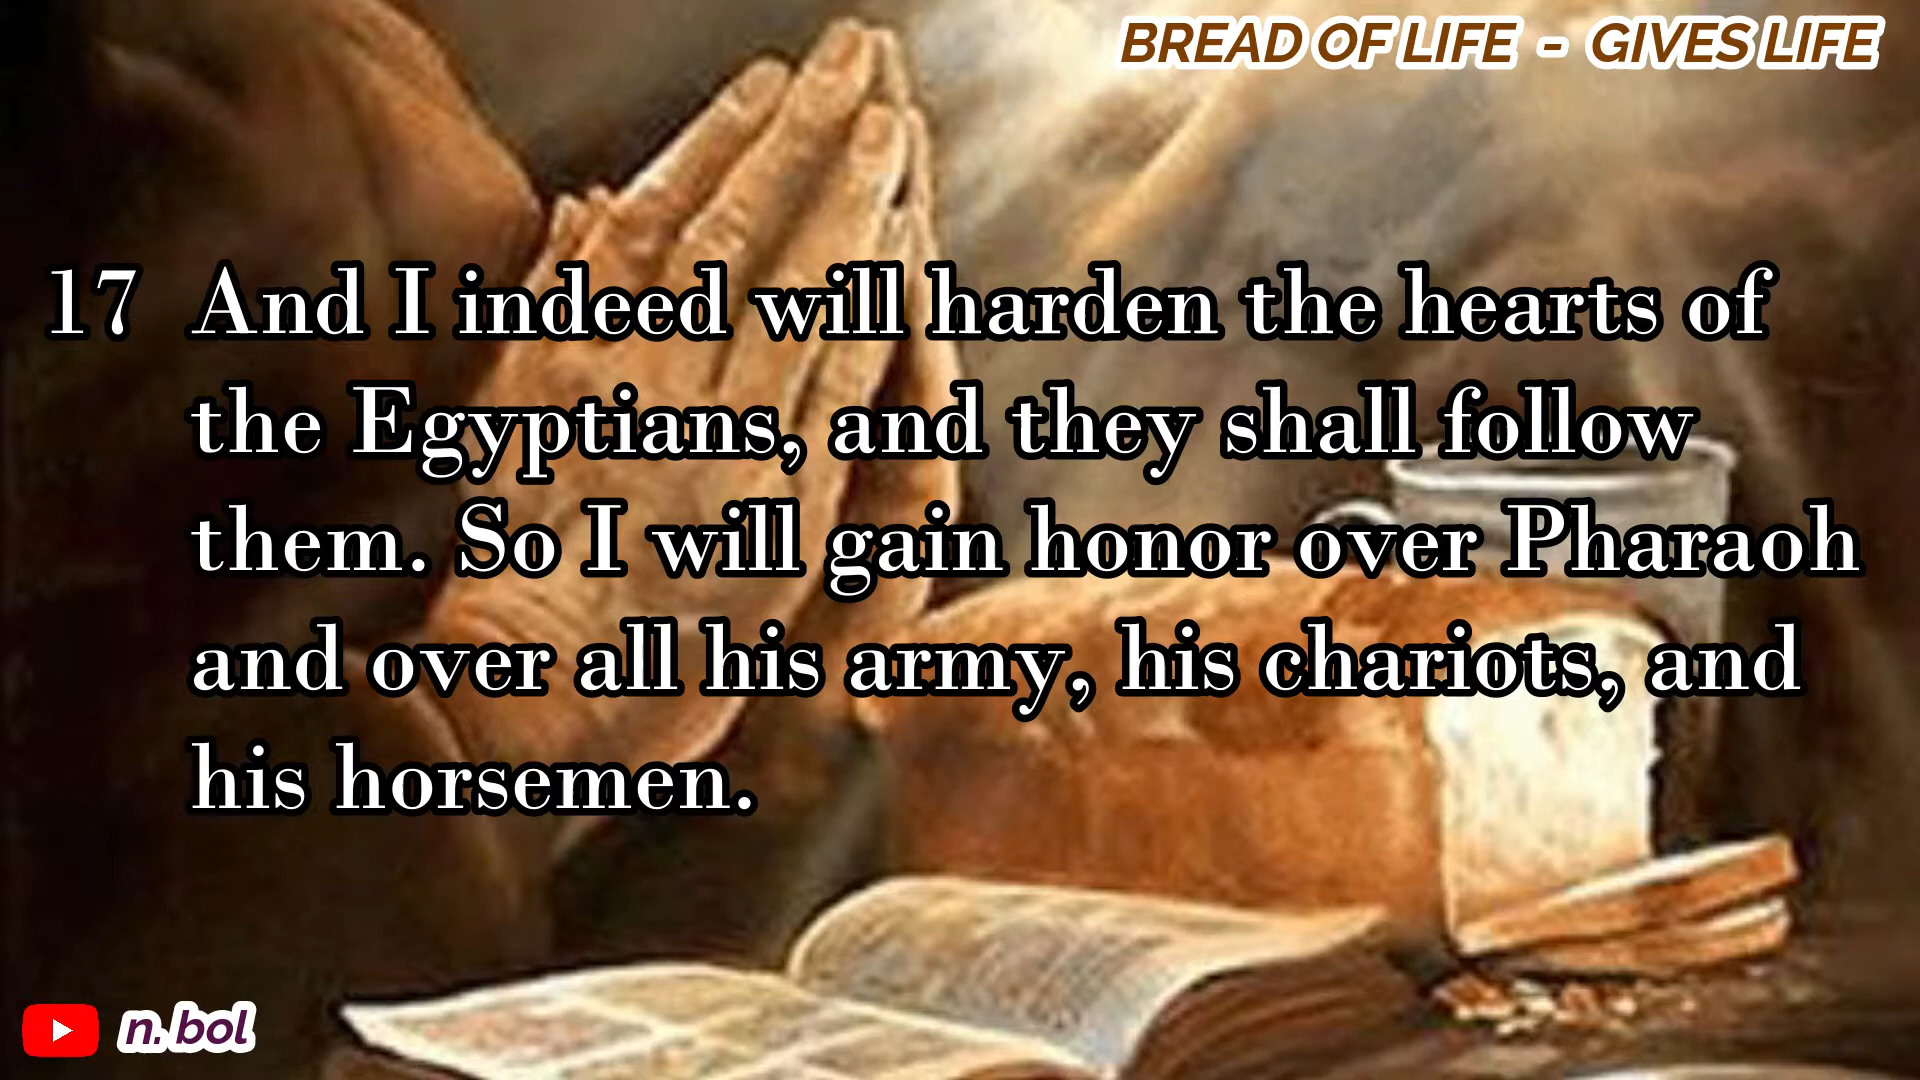 BREAD OF LIFE - GIVES LIFE
17 And I indeed will harden the hearts of
the Egyptians, and they shall follow
them. So I will gain honor over Pharaoh
and over all his army, his chariots, and
his horsemen.
n. bol